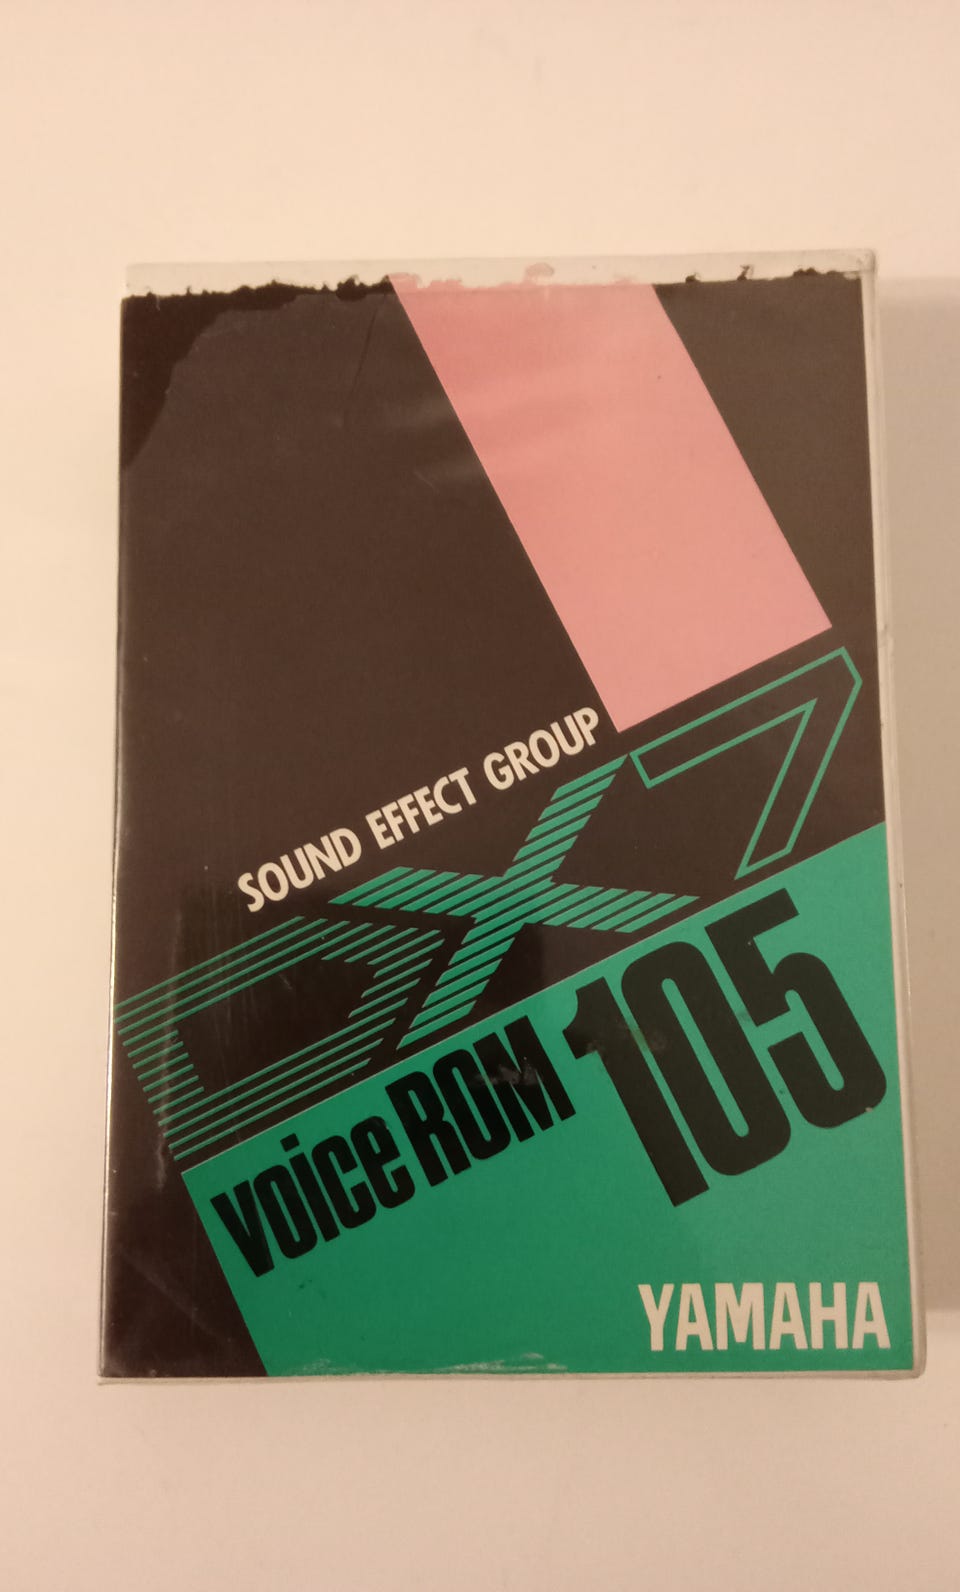 SOUND EFFECT GROUP
DX7
voice ROM 105
YAMAHA